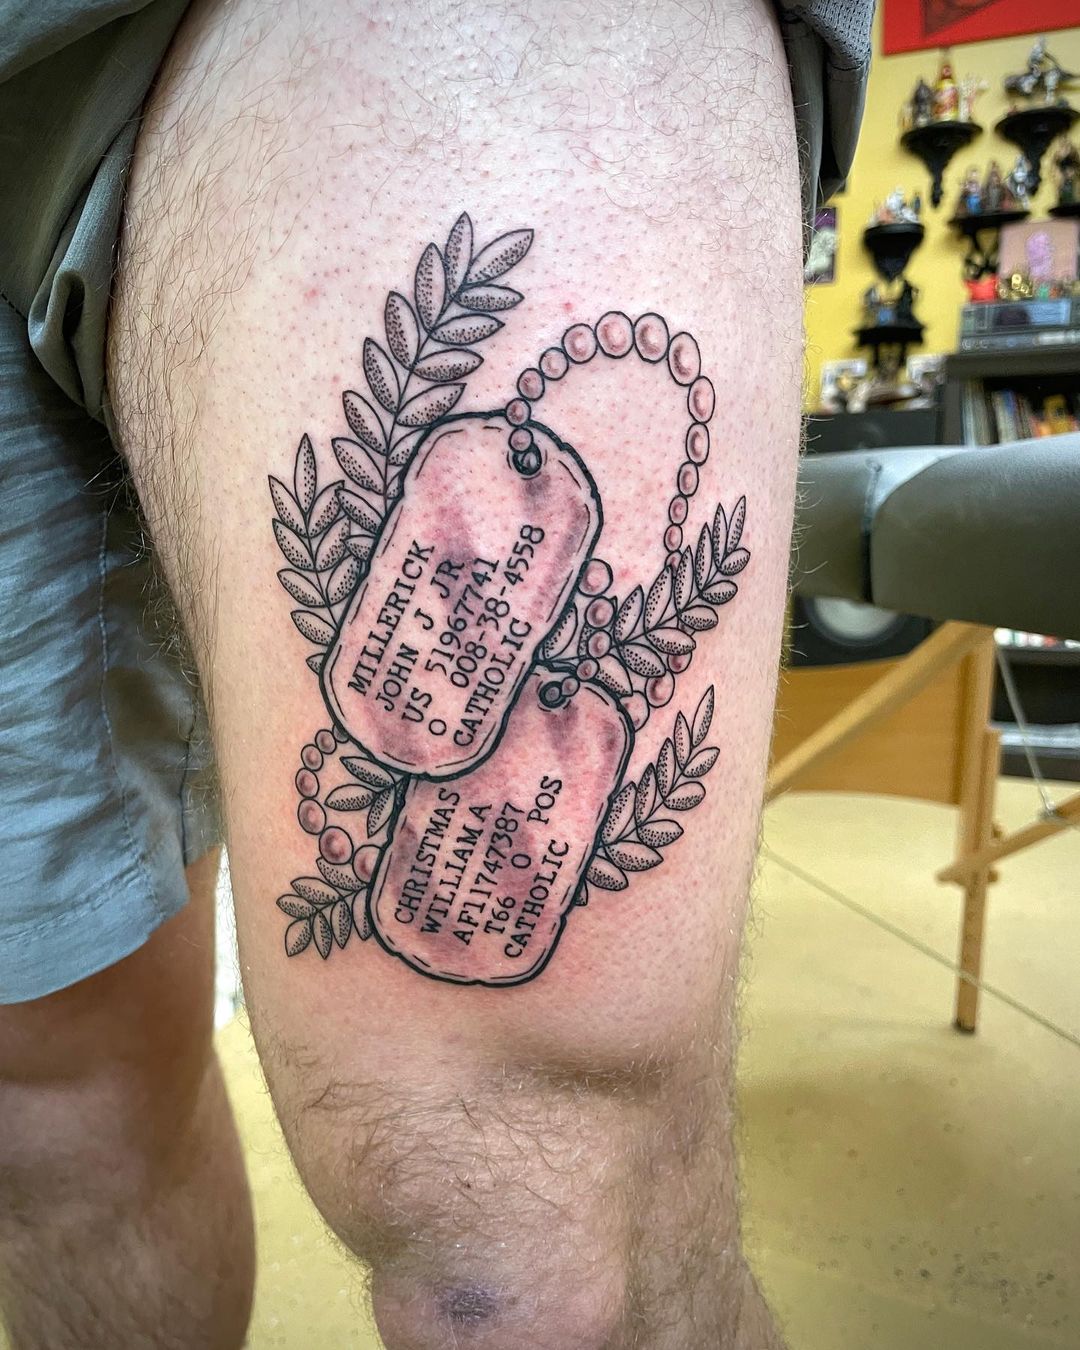 MILLERICK
JOHN J JR
US 51967741
O 008-38-4558
CATHOLIC
CHRISTMAS
WILLIAM A
AF11747387
T66 O POS
CATHOLIC